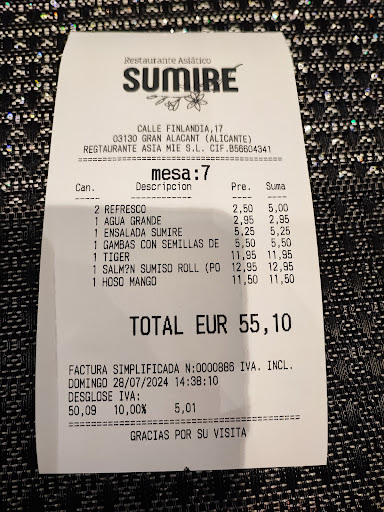 Restaurante Asiático
SUMIRÉ
CALLE FINLANDIA,17
03130 GRAN ALACANT (ALICANTE)
REGTAURANTE ASIA MIE S.L. CIF.B56604341
mesa:7
Can. Descripcion Pre. Suma
2 REFRESCO 2,50 5,00
1 AGUA GRANDE 2,95 2,95
1 ENSALADA SUMIRE 5,25 5,25
1 GAMBAS CON SEMILLAS DE 5,50 5,50
1 TIGER 11,95 11,95
1 SALM?N SUMISO ROLL (PO 12,95 12,95
1 HOSO MANGO 11,50 11,50
TOTAL EUR 55,10
FACTURA SIMPLIFICADA N:0000886 IVA. INCL.
DOMINGO 28/07/2024 14:38:10
DESGLOSE IVA:
50,09 10,00% 5,01
GRACIAS POR SU VISITA